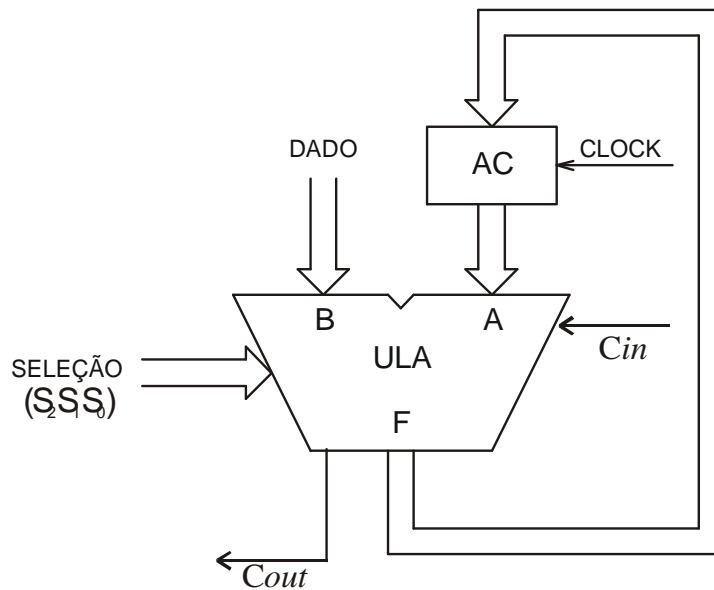 DADO
AC
CLOCK
B
A
ULA
Cin
SELEÇÃO
(S₂S₁S₀)
F
Cout